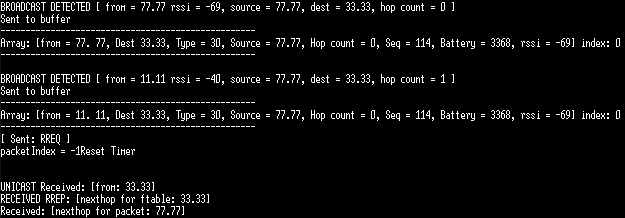 BROADCAST DETECTED [ from = 77.77 rssi = -69, source = 77.77, dest = 33.33, hop count = 0 ]
Sent to buffer
--------------------------------------------------
Array: [from = 77. 77, Dest 33.33, Type = 30, Source = 77.77, Hop count = 0, Seq = 114, Battery = 3368, rssi = -69] index: 0
--------------------------------------------------
BROADCAST DETECTED [ from = 11.11 rssi = -40, source = 77.77, dest = 33.33, hop count = 1 ]
Sent to buffer
--------------------------------------------------
Array: [from = 11. 11, Dest 33.33, Type = 30, Source = 77.77, Hop count = 0, Seq = 114, Battery = 3368, rssi = -69] index: 0
--------------------------------------------------
[ Sent: RREQ ]
packetIndex = -1Reset Timer
UNICAST Received: [from: 33.33]
RECEIVED RREP: [nexthop for ftable: 33.33]
Received: [nexthop for packet: 77.77]